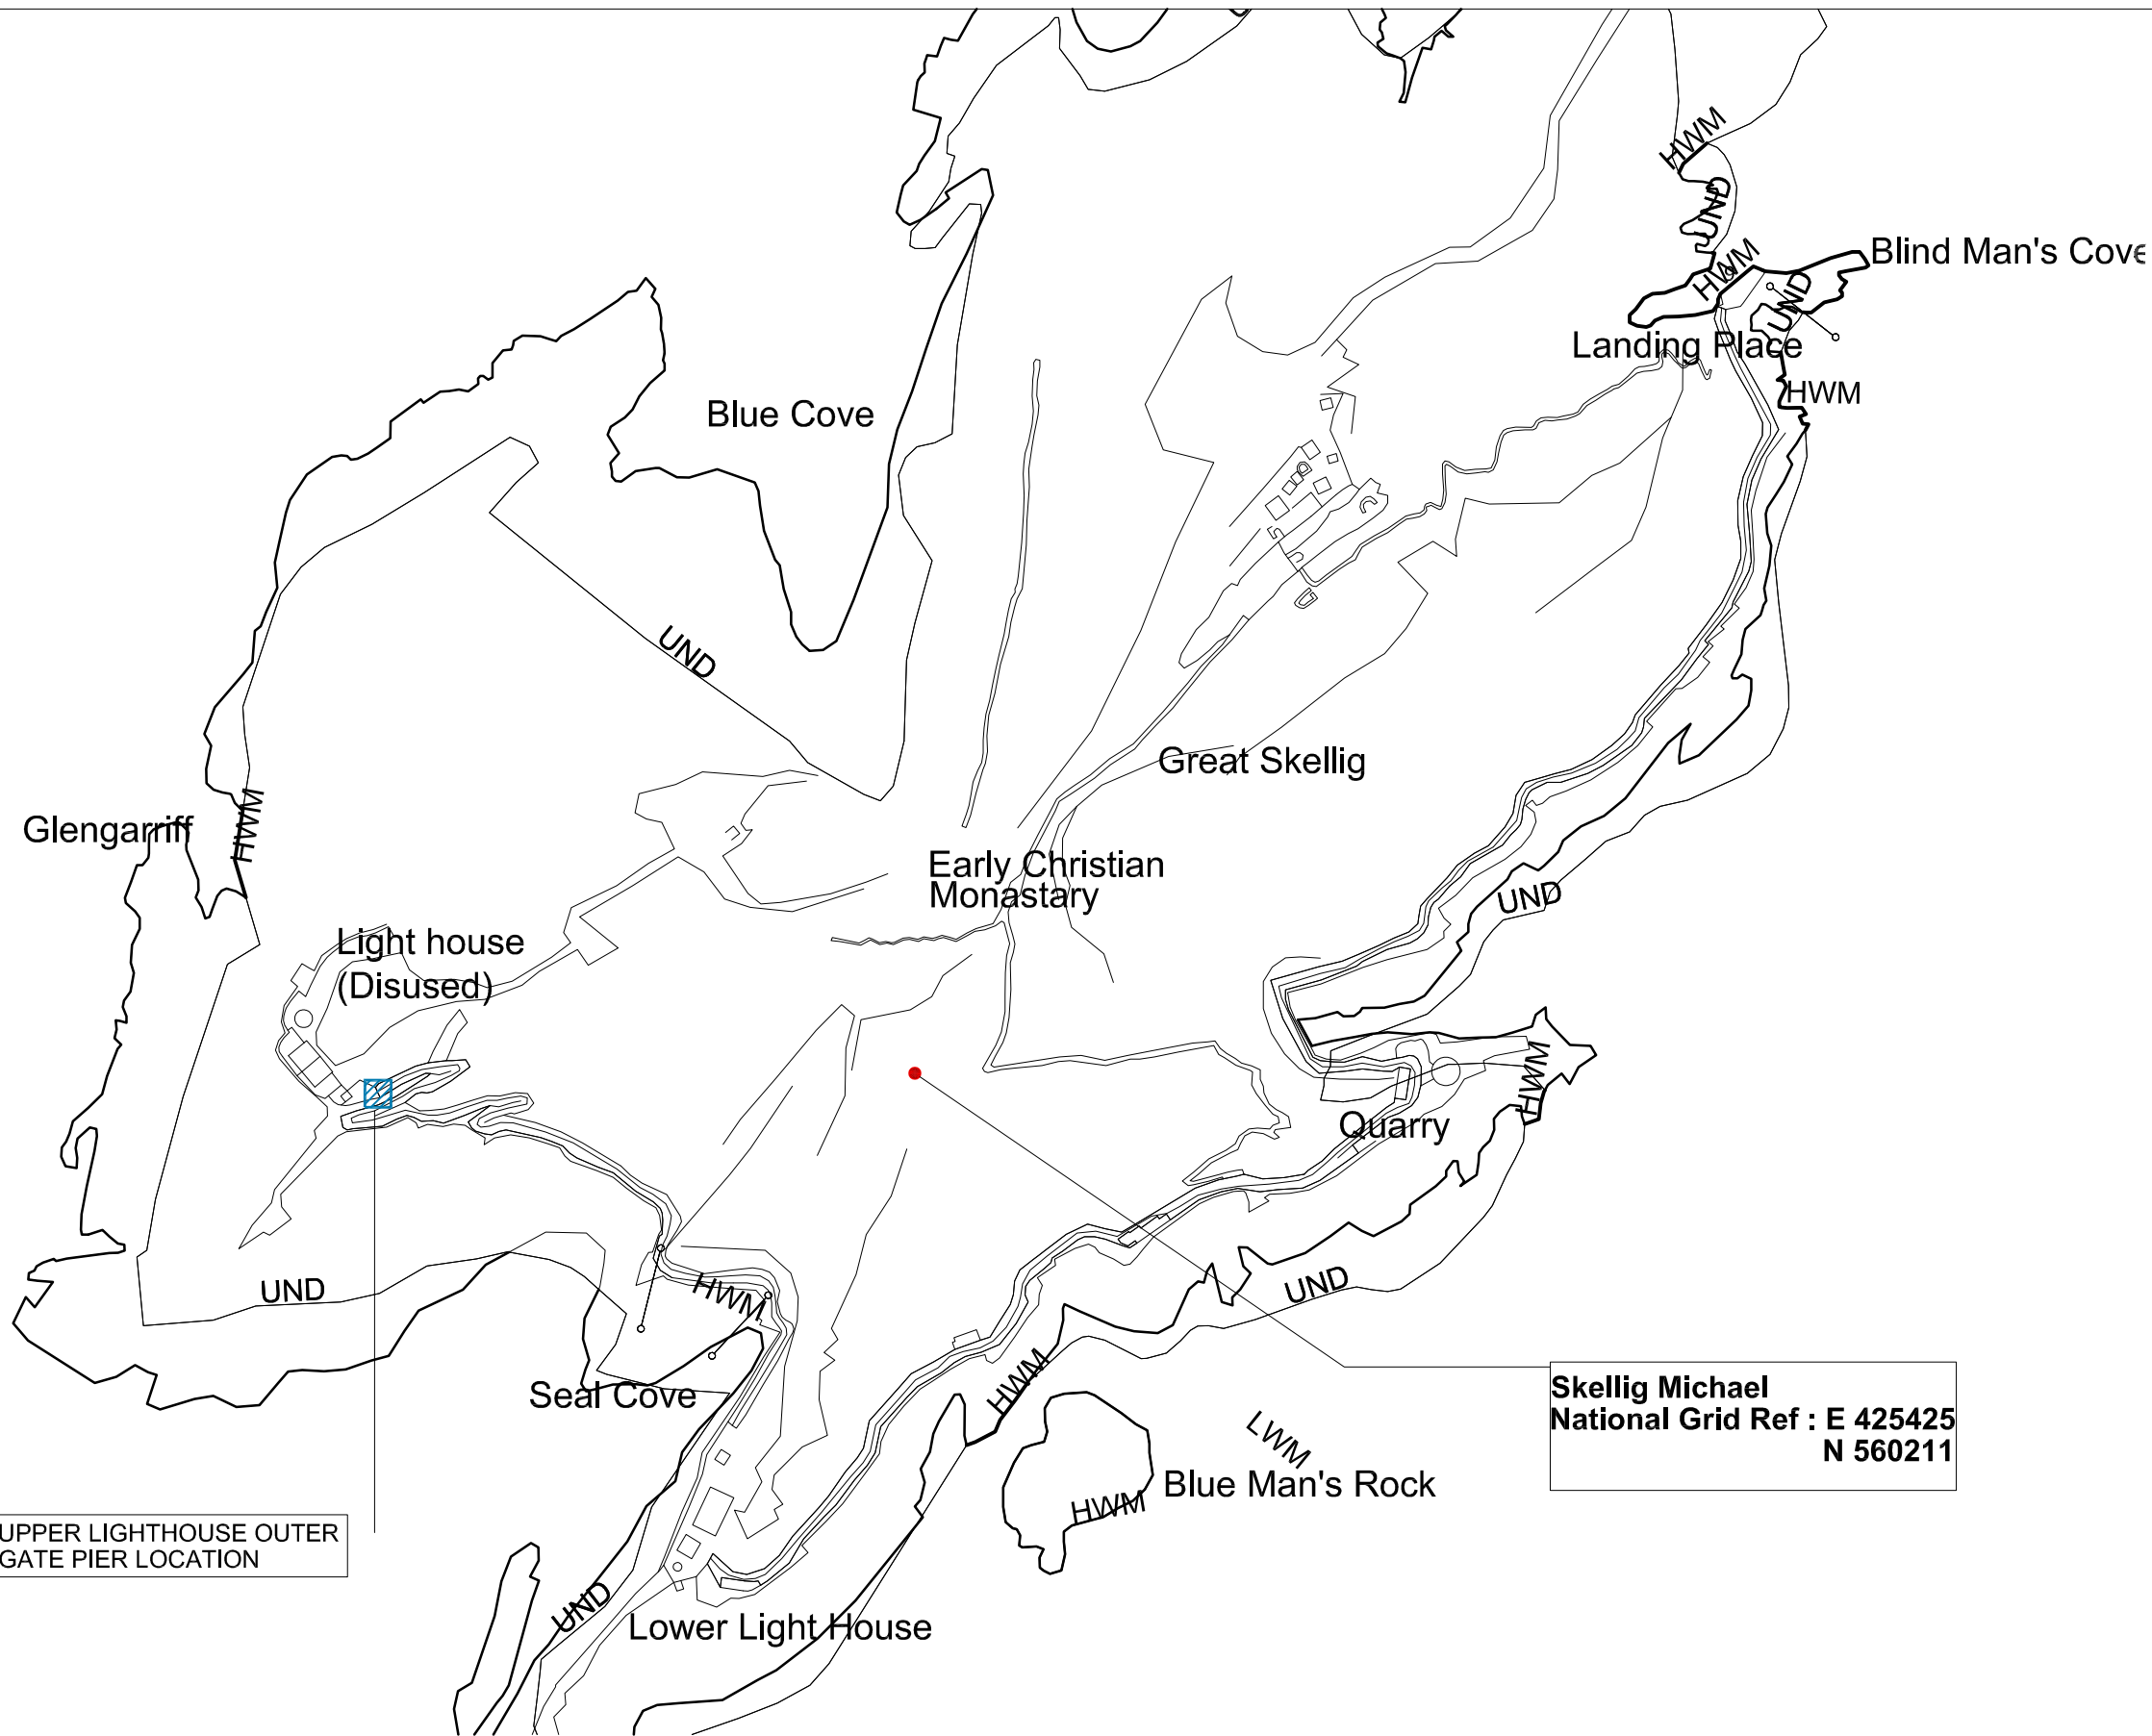 HWM
UND
Blind Man's Cove
HWM
UND
Landing Place
HWM
Blue Cove
UND
Great Skellig
Glengarriff
HWM
Early Christian
Monastary
UND
Light house
(Disused)
HWM
Quarry
UND
HWM
UND
Seal Cove
HWM
Skellig Michael
National Grid Ref : E 425425
N 560211
LWM
Blue Man's Rock
HWM
UPPER LIGHTHOUSE OUTER
GATE PIER LOCATION
UND
Lower Light House